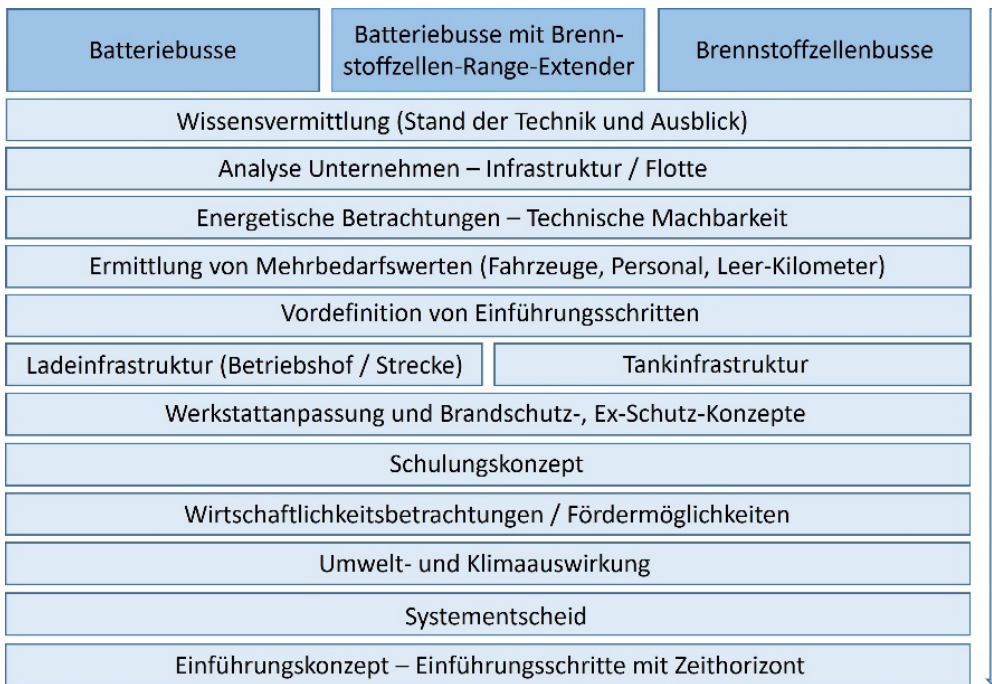 Batteriebusse
Batteriebusse mit Brenn-
stoffzellen-Range-Extender
Brennstoffzellenbusse
Wissensvermittlung (Stand der Technik und Ausblick)
Analyse Unternehmen – Infrastruktur / Flotte
Energetische Betrachtungen – Technische Machbarkeit
Ermittlung von Mehrbedarfswerten (Fahrzeuge, Personal, Leer-Kilometer)
Vordefinition von Einführungsschritten
Ladeinfrastruktur (Betriebshof / Strecke)
Tankinfrastruktur
Werkstattanpassung und Brandschutz-, Ex-Schutz-Konzepte
Schulungskonzept
Wirtschaftlichkeitsbetrachtungen / Fördermöglichkeiten
Umwelt- und Klimaauswirkung
Systementscheid
Einführungskonzept – Einführungsschritte mit Zeithorizont